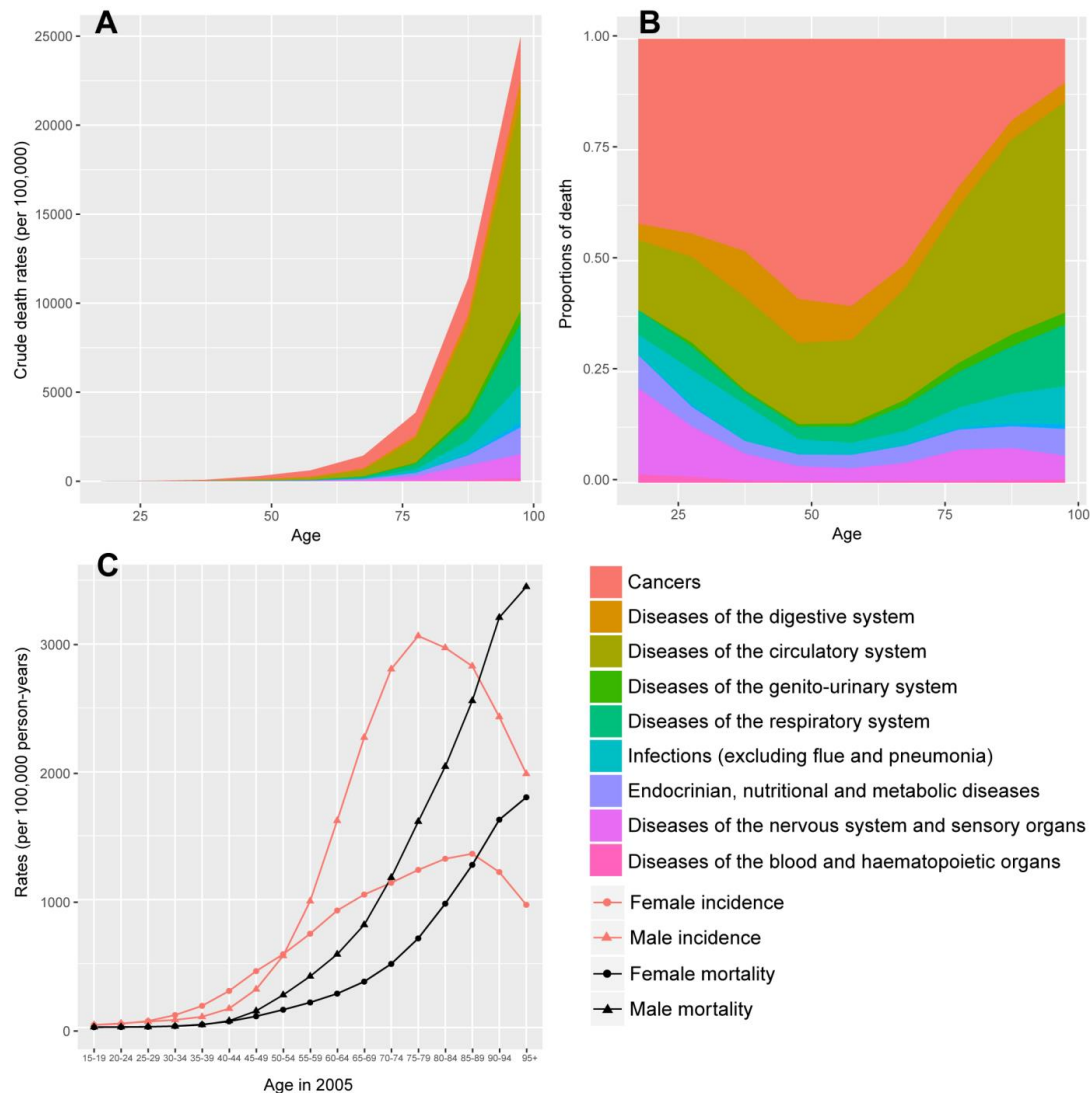 A
Crude death rates (per 100,000)
25000
20000
15000
10000
5000
0
25
50
75
100
Age
B
Proportions of death
1.00
0.75
0.50
0.25
0.00
25
50
75
100
Age
C
Rates (per 100,000 person-years)
3000
2000
1000
0
15-19 20-24 25-29 30-34 35-39 40-44 45-49 50-54 55-59 60-64 65-69 70-74 75-79 80-84 85-89 90-94 95+
Age in 2005
Cancers
Diseases of the digestive system
Diseases of the circulatory system
Diseases of the genito-urinary system
Diseases of the respiratory system
Infections (excluding flue and pneumonia)
Endocrinian, nutritional and metabolic diseases
Diseases of the nervous system and sensory organs
Diseases of the blood and haematopoietic organs
Female incidence
Male incidence
Female mortality
Male mortality